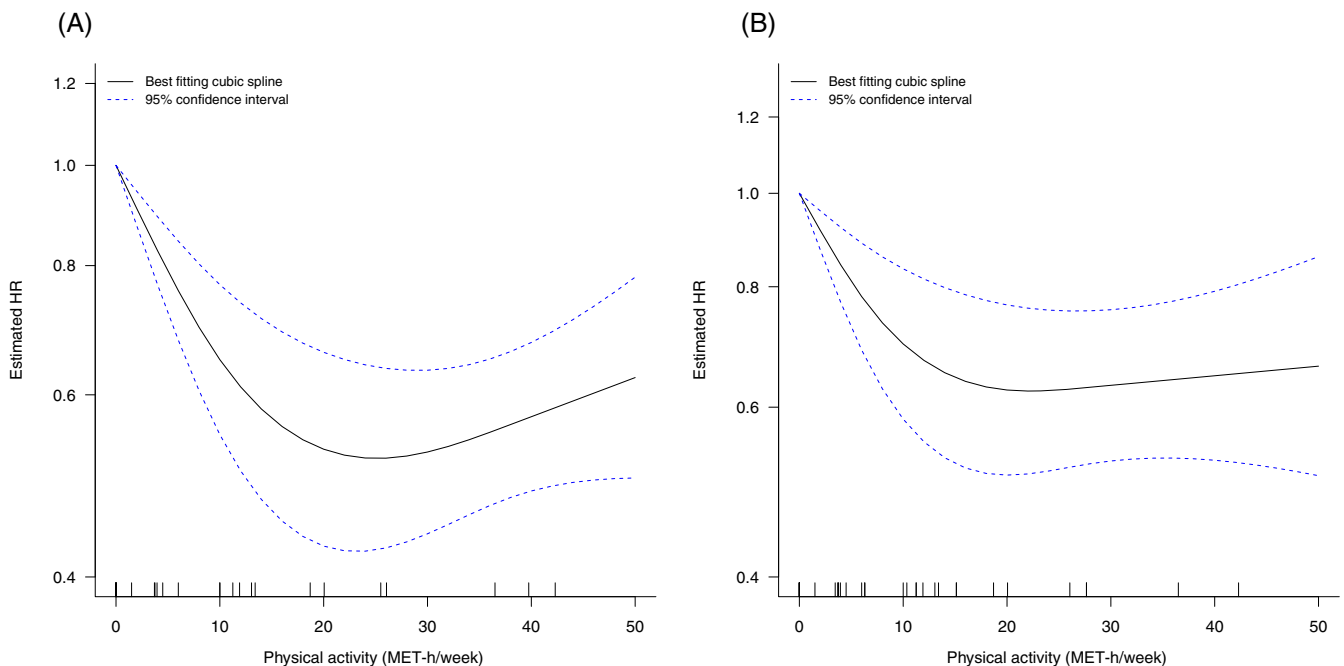 (A)
Best fitting cubic spline
95% confidence interval
1.2
1.0
0.8
0.6
0.4
Estimated HR
0 10 20 30 40 50
Physical activity (MET-h/week)
(B)
Best fitting cubic spline
95% confidence interval
1.2
1.0
0.8
0.6
0.4
Estimated HR
0 10 20 30 40 50
Physical activity (MET-h/week)